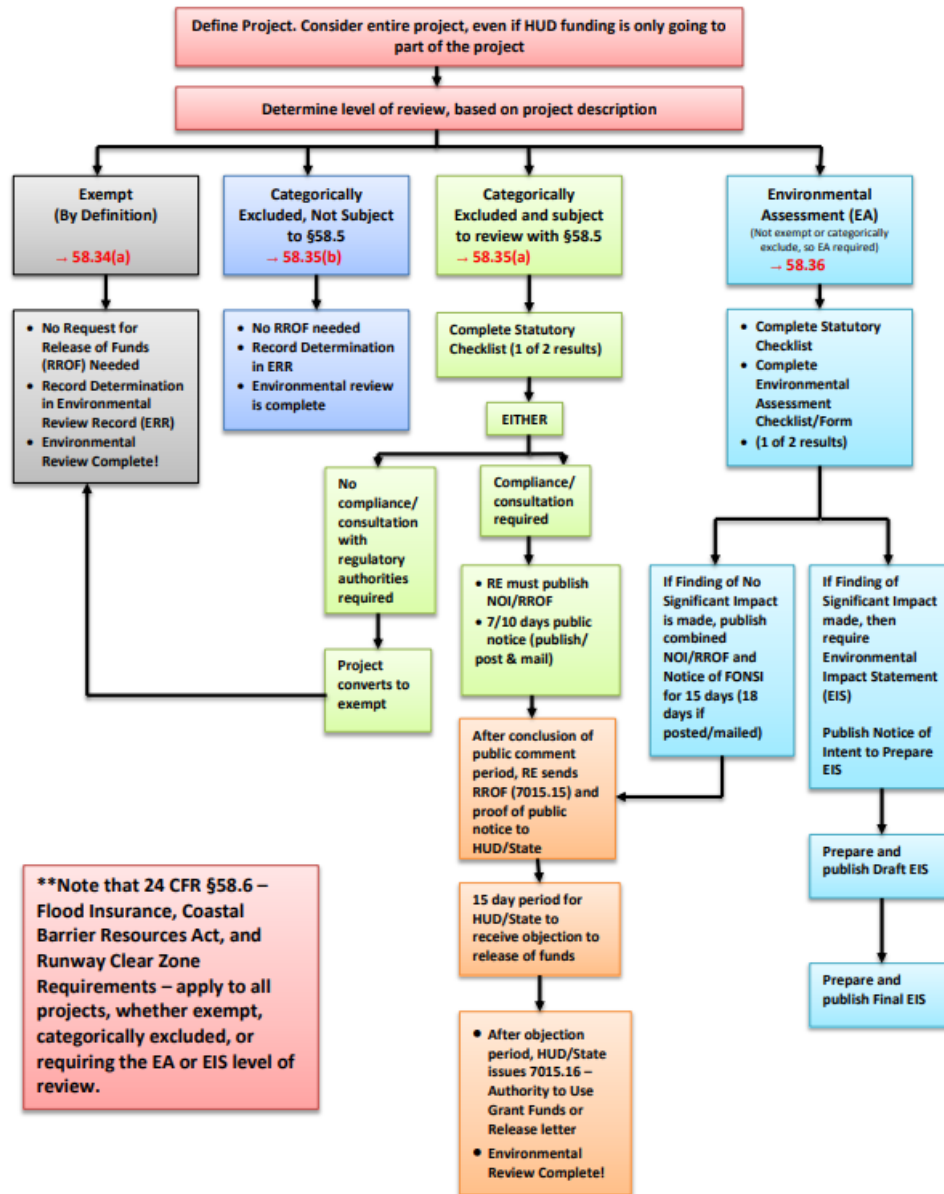 Define Project. Consider entire project, even if HUD funding is only going to
part of the project
Determine level of review, based on project description
Exempt
(By Definition)
→ 58.34(a)
Categorically
Excluded, Not Subject
to §58.5
→ 58.35(b)
Categorically
Excluded and subject
to review with §58.5
→ 58.35(a)
Environmental
Assessment (EA)
(Not exempt or categorically
exclude, so EA required)
→ 58.36
• No Request for
Release of Funds
(RROF) Needed
• Record Determination
in Environmental
Review Record (ERR)
• Environmental
Review Complete!
• No RROF needed
• Record Determination
in ERR
• Environmental review
is complete
Complete Statutory
Checklist (1 of 2 results)
• Complete Statutory
Checklist
• Complete
Environmental
Assessment
Checklist/Form
• (1 of 2 results)
EITHER
No
compliance/
consultation
with
regulatory
authorities
required
Compliance/
consultation
required
• RE must publish
NOI/RROF
• 7/10 days public
notice (publish/
post & mail)
If Finding of No
Significant Impact
is made, publish
combined
NOI/RROF and
Notice of FONSI
for 15 days (18
days if
posted/mailed)
If Finding of
Significant Impact
made, then
require
Environmental
Impact Statement
(EIS)
Publish Notice of
Intent to Prepare
EIS
Project
converts to
exempt
After conclusion of
public comment
period, RE sends
RROF (7015.15) and
proof of public
notice to
HUD/State
Prepare and
publish Draft EIS
**Note that 24 CFR §58.6 –
Flood Insurance, Coastal
Barrier Resources Act, and
Runway Clear Zone
Requirements – apply to all
projects, whether exempt,
categorically excluded, or
requiring the EA or EIS level of
review.
15 day period for
HUD/State to
receive objection to
release of funds
Prepare and
publish Final EIS
• After objection
period, HUD/State
issues 7015.16 –
Authority to Use
Grant Funds or
Release letter
• Environmental
Review Complete!